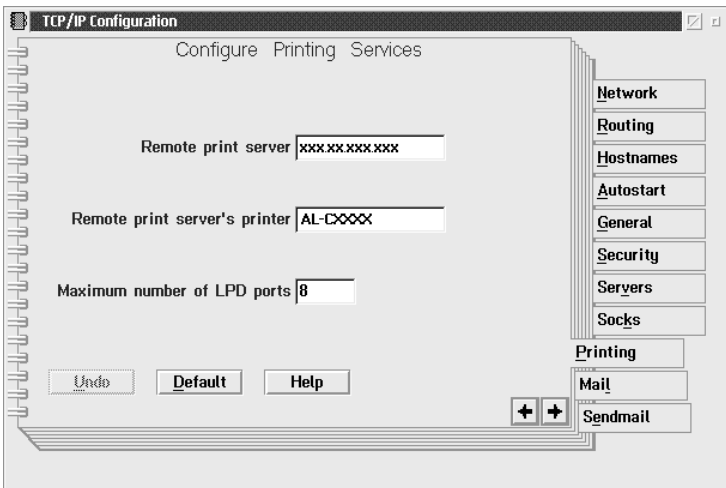 TCP/IP Configuration
Configure Printing Services
Remote print server xxx.xx.xxx.xxx
Remote print server's printer AL-CXXXX
Maximum number of LPD ports 8
Undo Default Help
Network
Routing
Hostnames
Autostart
General
Security
Servers
Socks
Printing
Mail
Sendmail